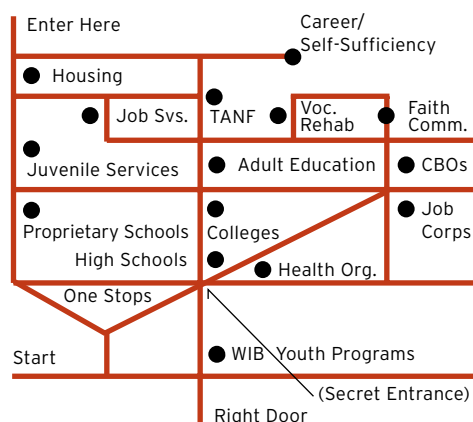 Enter Here
Career/
Self-Sufficiency
Housing
Job Svs.
TANF
Voc.
Rehab
Faith
Comm.
Juvenile Services
Adult Education
CBOs
Proprietary Schools
Colleges
Job
Corps
High Schools
Health Org.
One Stops
Start
WIB Youth Programs
(Secret Entrance)
Right Door